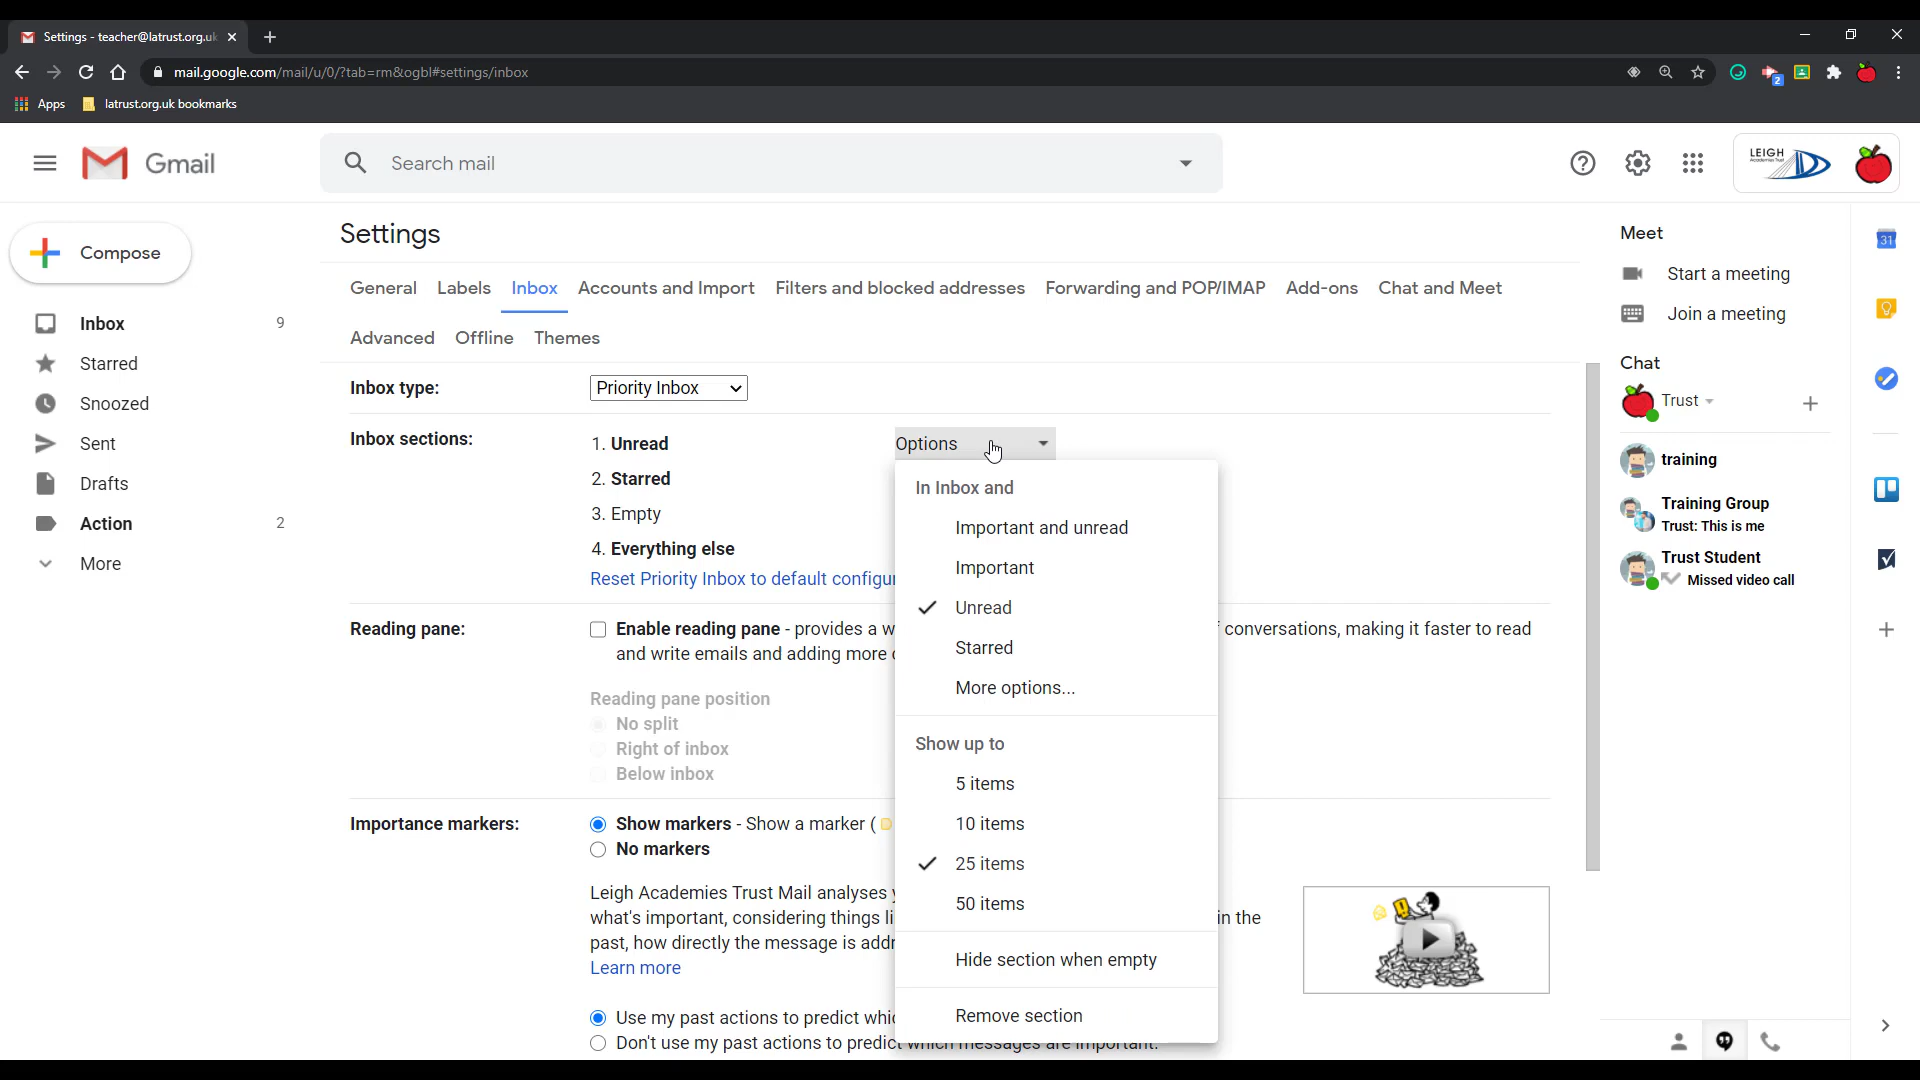 Settings - teacher@latrust.org.uk
mail.google.com/mail/u/0/?tab=rm&ogbl#settings/inbox
2
Apps
latrust.org.uk bookmarks
Gmail
Search mail
LEIGH
Academies Trust
Compose
Inbox 9
Starred
Snoozed
Sent
Drafts
Action 2
More
Settings
General Labels Inbox Accounts and Import Filters and blocked addresses Forwarding and POP/IMAP Add-ons Chat and Meet
Advanced Offline Themes
Inbox type: Priority Inbox
Inbox sections:
1. Unread
2. Starred
3. Empty
4. Everything else
Reset Priority Inbox to default configur
Options
In Inbox and
Important and unread
Important
Unread
Starred
More options...
Show up to
5 items
10 items
25 items
50 items
Hide section when empty
Remove section
Reading pane:
Enable reading pane - provides a w conversations, making it faster to read
and write emails and adding more
Reading pane position
No split
Right of inbox
Below inbox
Importance markers:
Show markers - Show a marker (
No markers
Leigh Academies Trust Mail analyses
what's important, considering things li in the
past, how directly the message is addr
Learn more
Use my past actions to predict whic
Don't use my past actions to predict which messages are important.
Meet
Start a meeting
Join a meeting
Chat
Trust
training
Training Group
Trust: This is me
Trust Student
Missed video call
31